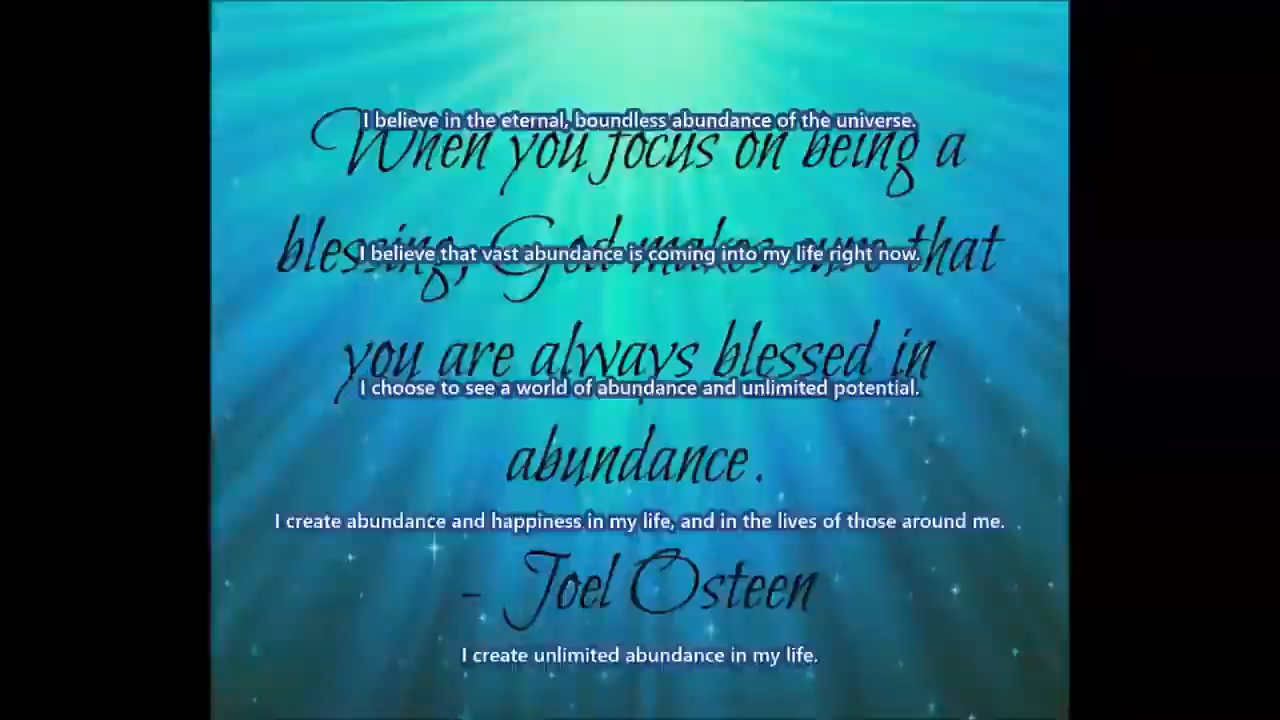 I believe in the eternal, boundless abundance of the universe.
When you focus on being a
blessing, God makes sure that
I believe that vast abundance is coming into my life right now.
you are always blessed in
I choose to see a world of abundance and unlimited potential.
abundance.
I create abundance and happiness in my life, and in the lives of those around me.
- Joel Osteen
I create unlimited abundance in my life.